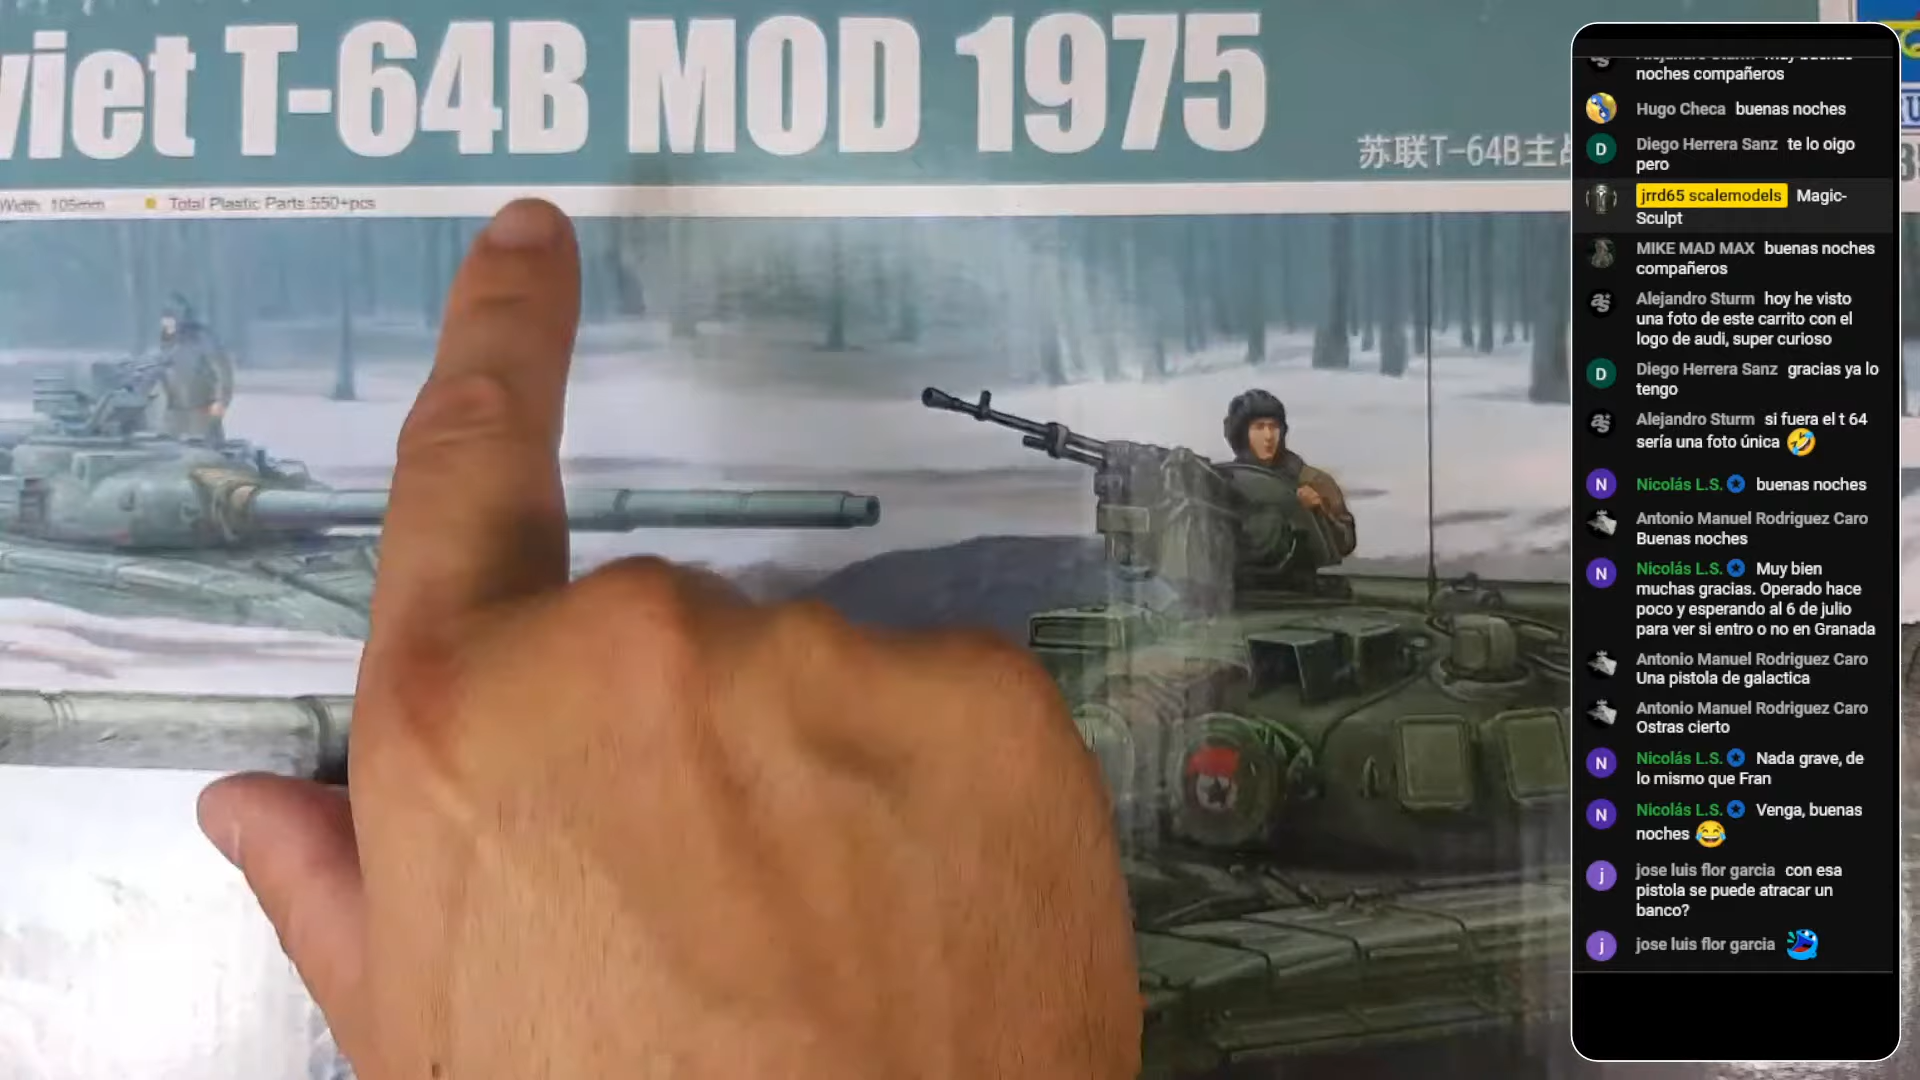 viet T-64B MOD 1975
苏联T-64B主
Width: 105mm
Total Plastic Parts:550+pcs
noches compañeros
Hugo Checa buenas noches
Diego Herrera Sanz te lo oigo
pero
jrrd65 scalemodels Magic-
Sculpt
MIKE MAD MAX buenas noches
compañeros
Alejandro Sturm hoy he visto
una foto de este carrito con el
logo de audi, super curioso
Diego Herrera Sanz gracias ya lo
tengo
Alejandro Sturm si fuera el t 64
sería una foto única 🤣
Nicolás L.S. buenas noches
Antonio Manuel Rodriguez Caro
Buenas noches
Nicolás L.S. Muy bien
muchas gracias. Operado hace
poco y esperando al 6 de julio
para ver si entro o no en Granada
Antonio Manuel Rodriguez Caro
Una pistola de galactica
Antonio Manuel Rodriguez Caro
Ostras cierto
Nicolás L.S. Nada grave, de
lo mismo que Fran
Nicolás L.S. Venga, buenas
noches 😂
jose luis flor garcia con esa
pistola se puede atracar un
banco?
jose luis flor garcia